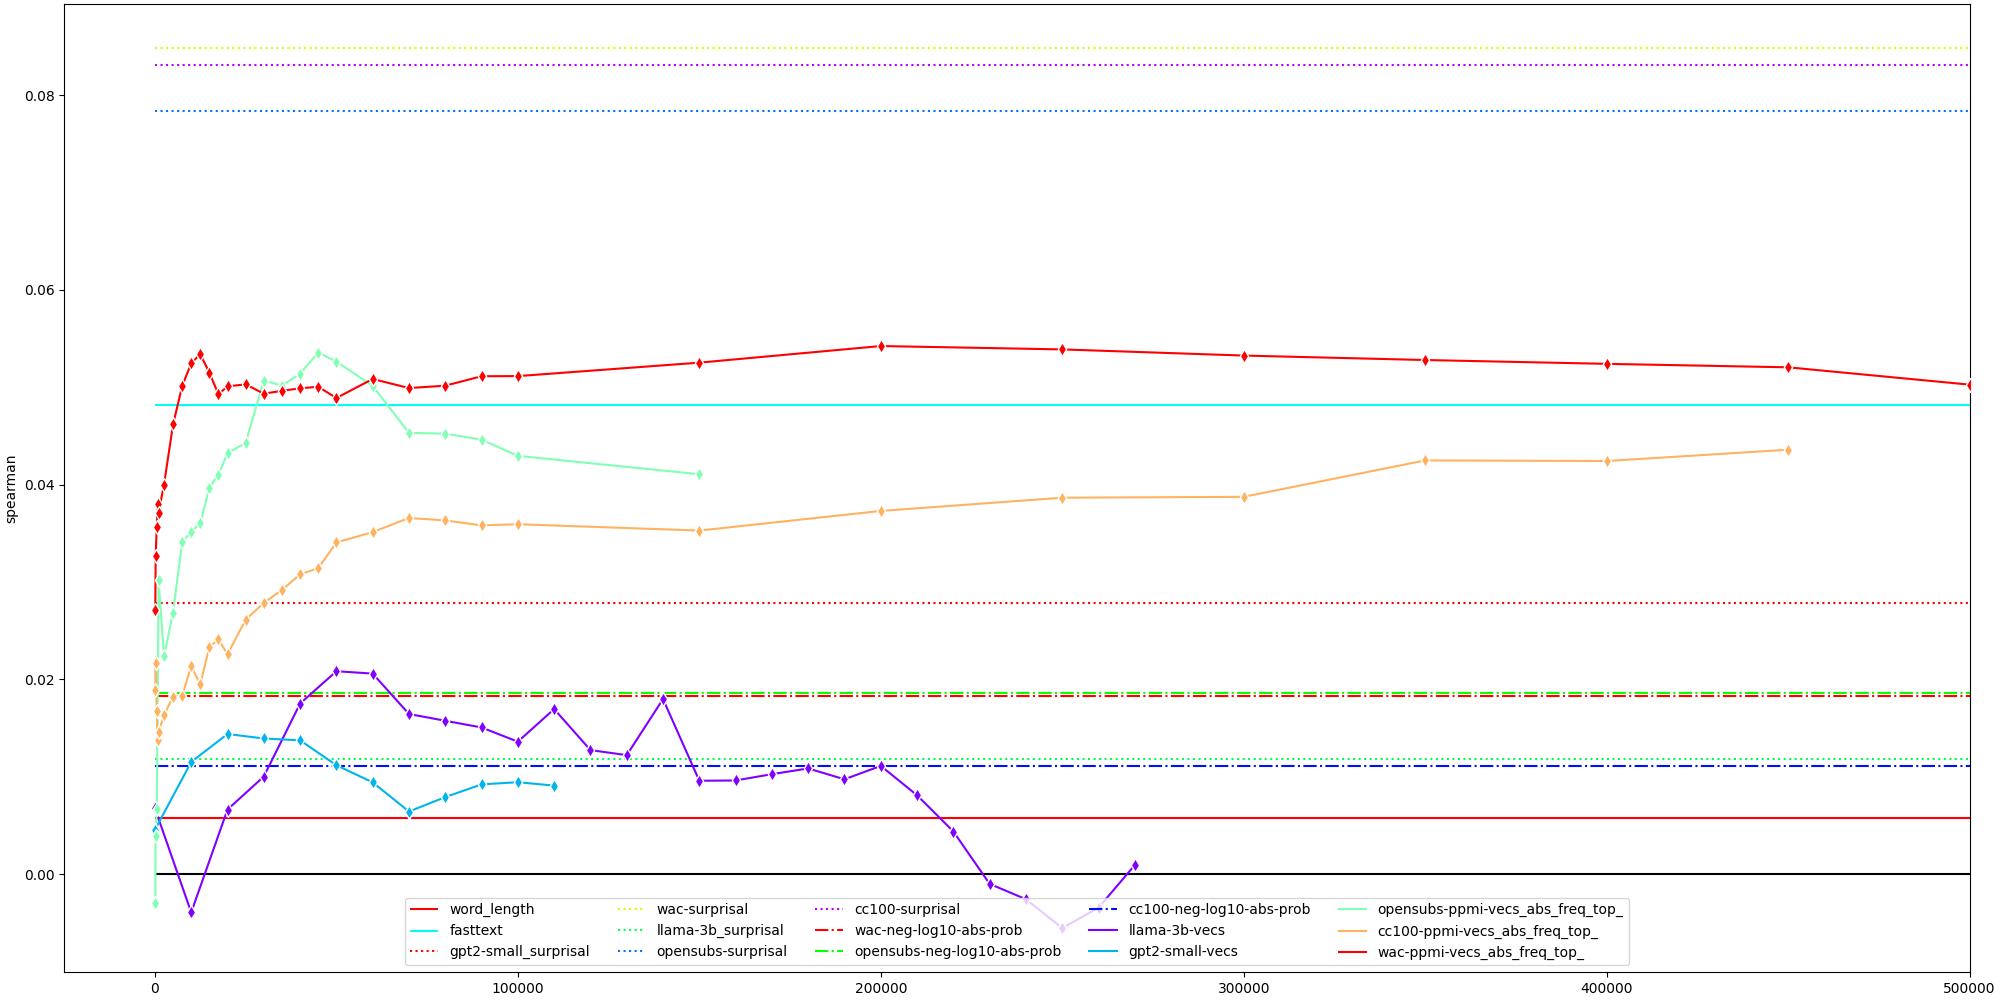 0.08
0.06
0.04
0.02
0.00
spearman
0
100000
200000
300000
400000
500000
word_length
fasttext
gpt2-small_surprisal
wac-surprisal
llama-3b_surprisal
opensubs-surprisal
cc100-surprisal
wac-neg-log10-abs-prob
opensubs-neg-log10-abs-prob
cc100-neg-log10-abs-prob
llama-3b-vecs
gpt2-small-vecs
opensubs-ppmi-vecs_abs_freq_top_
cc100-ppmi-vecs_abs_freq_top_
wac-ppmi-vecs_abs_freq_top_